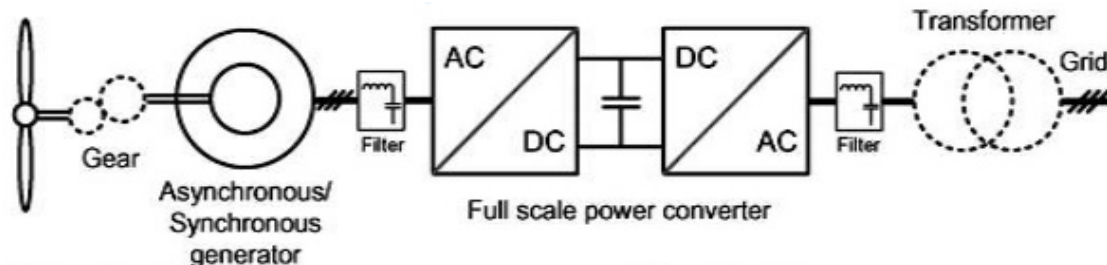 Transformer
AC
DC
DC
AC
Grid
Gear
Filter
Filter
Asynchronous/
Synchronous
generator
Full scale power converter